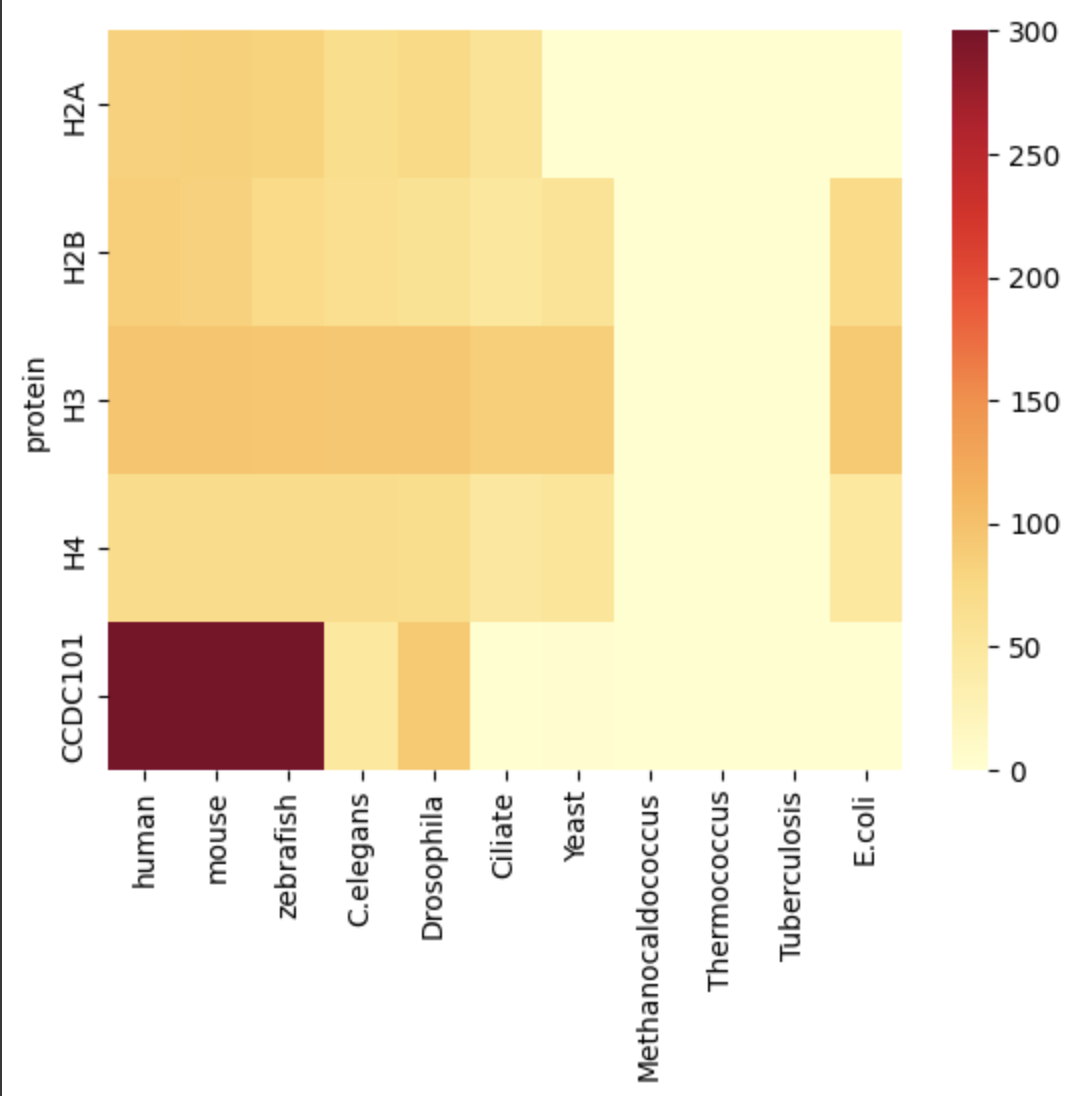 protein
H2A
H2B
H3
H4
CCDC101
human
mouse
zebrafish
C.elegans
Drosophila
Ciliate
Yeast
Methanocaldococcus
Thermococcus
Tuberculosis
E.coli
300
250
200
150
100
50
0